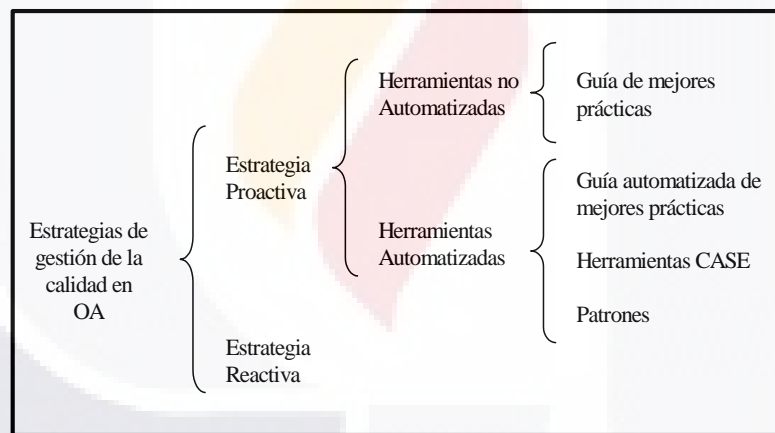 Estrategias de
gestión de la
calidad en
OA
Estrategia
Proactiva
Herramientas no
Automatizadas
Guía de mejores
prácticas
Herramientas
Automatizadas
Guía automatizada de
mejores prácticas
Herramientas CASE
Patrones
Estrategia
Reactiva